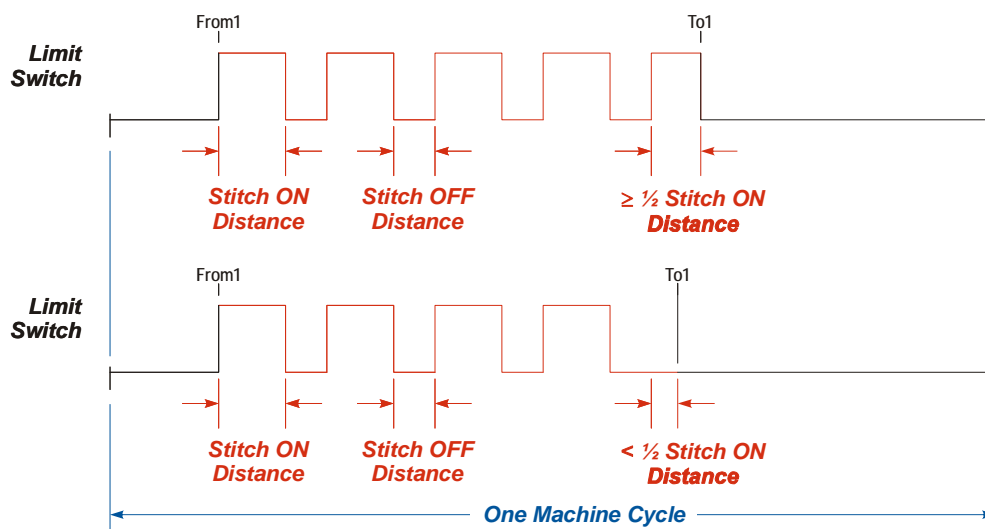 From1
To1
Limit
Switch
Stitch ON
Distance
Stitch OFF
Distance
≥ ½ Stitch ON
Distance
From1
To1
Limit
Switch
Stitch ON
Distance
Stitch OFF
Distance
< ½ Stitch ON
Distance
One Machine Cycle